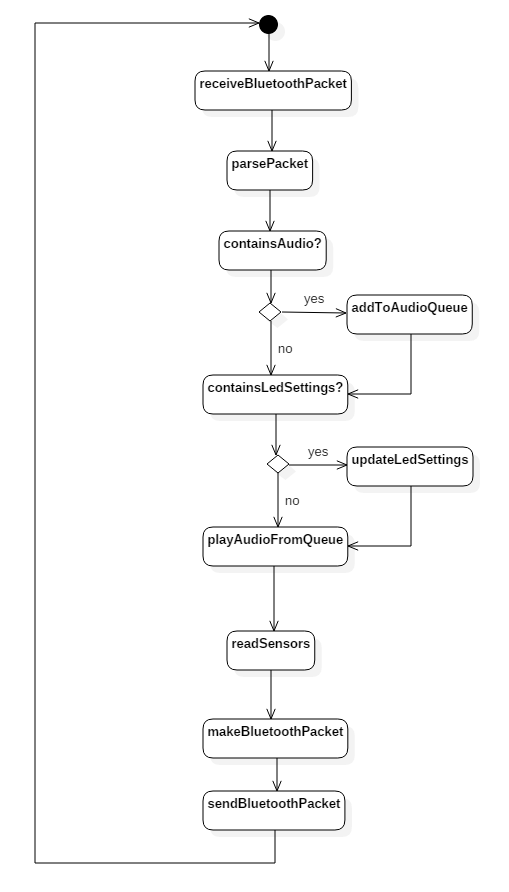 receiveBluetoothPacket
parsePacket
containsAudio?
yes
addToAudioQueue
no
containsLedSettings?
yes
updateLedSettings
no
playAudioFromQueue
readSensors
makeBluetoothPacket
sendBluetoothPacket